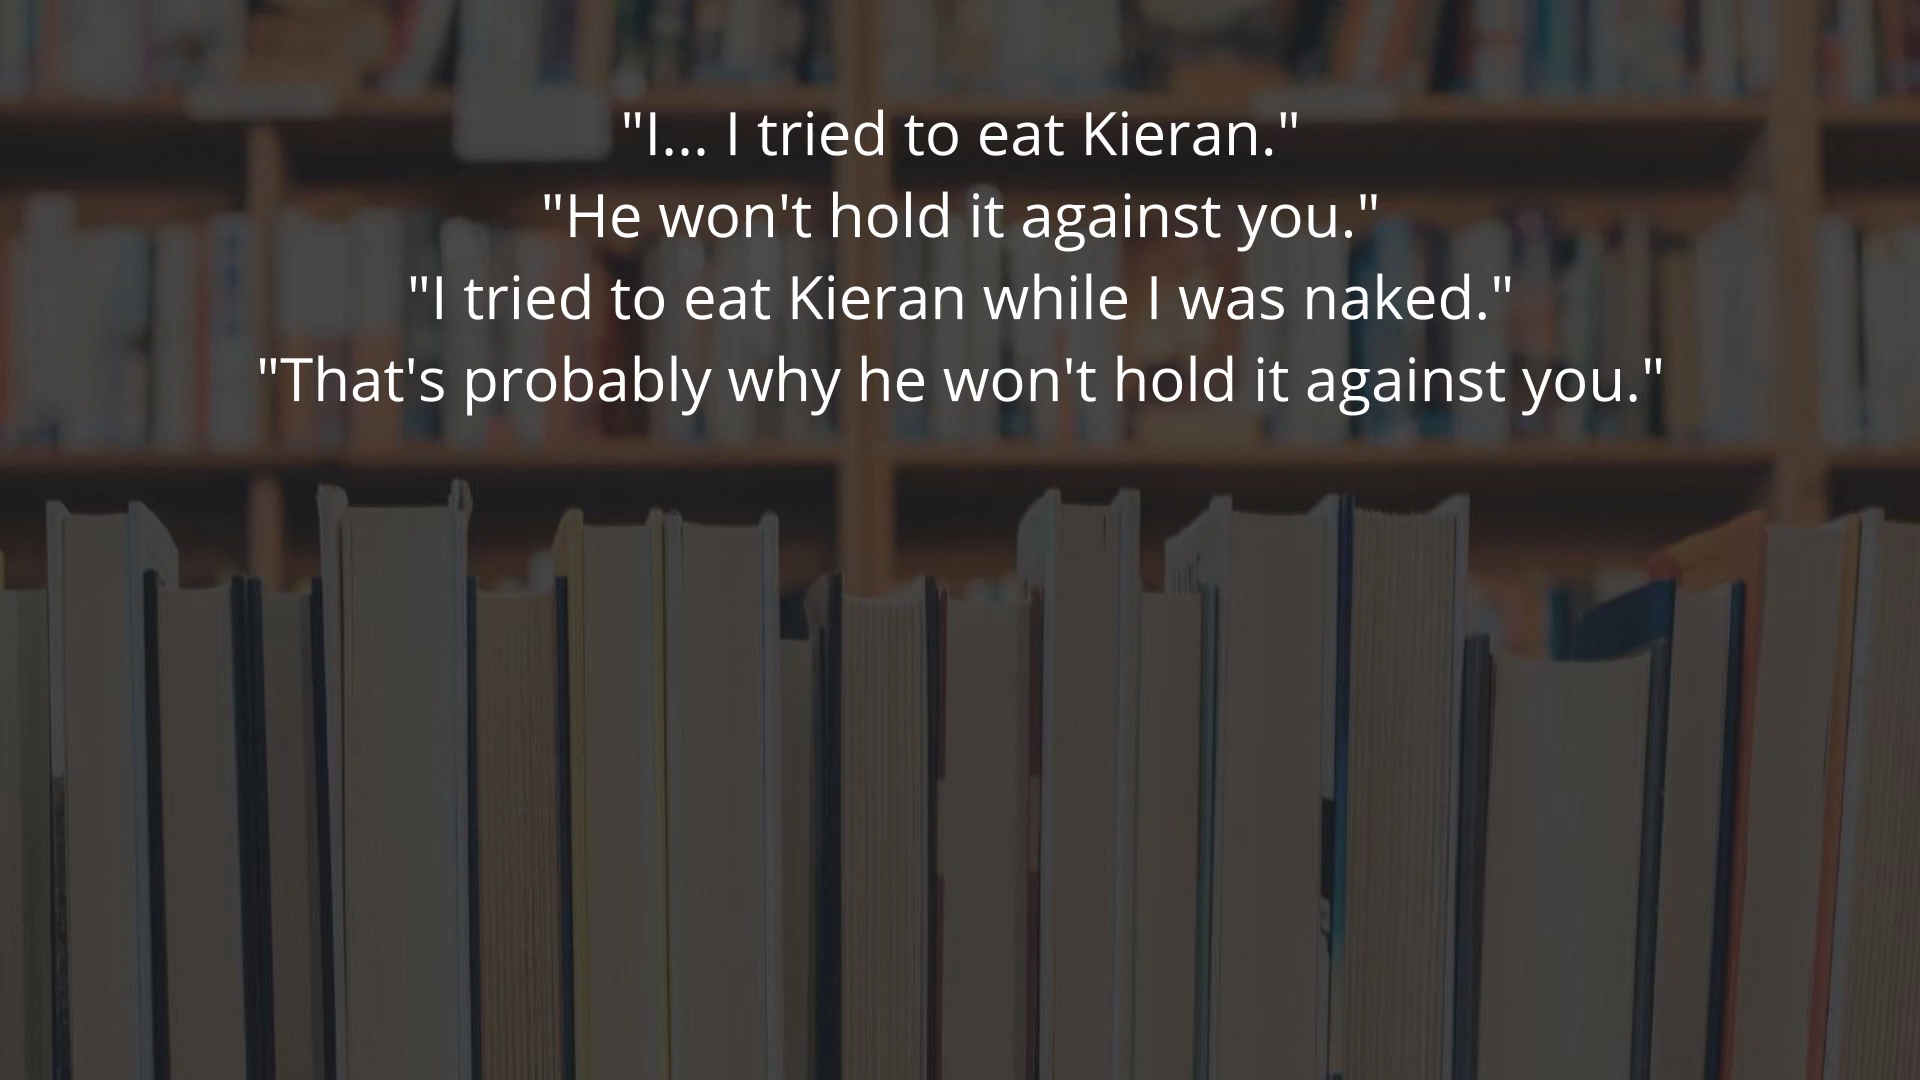 "I... I tried to eat Kieran."
"He won't hold it against you."
"I tried to eat Kieran while I was naked."
"That's probably why he won't hold it against you."